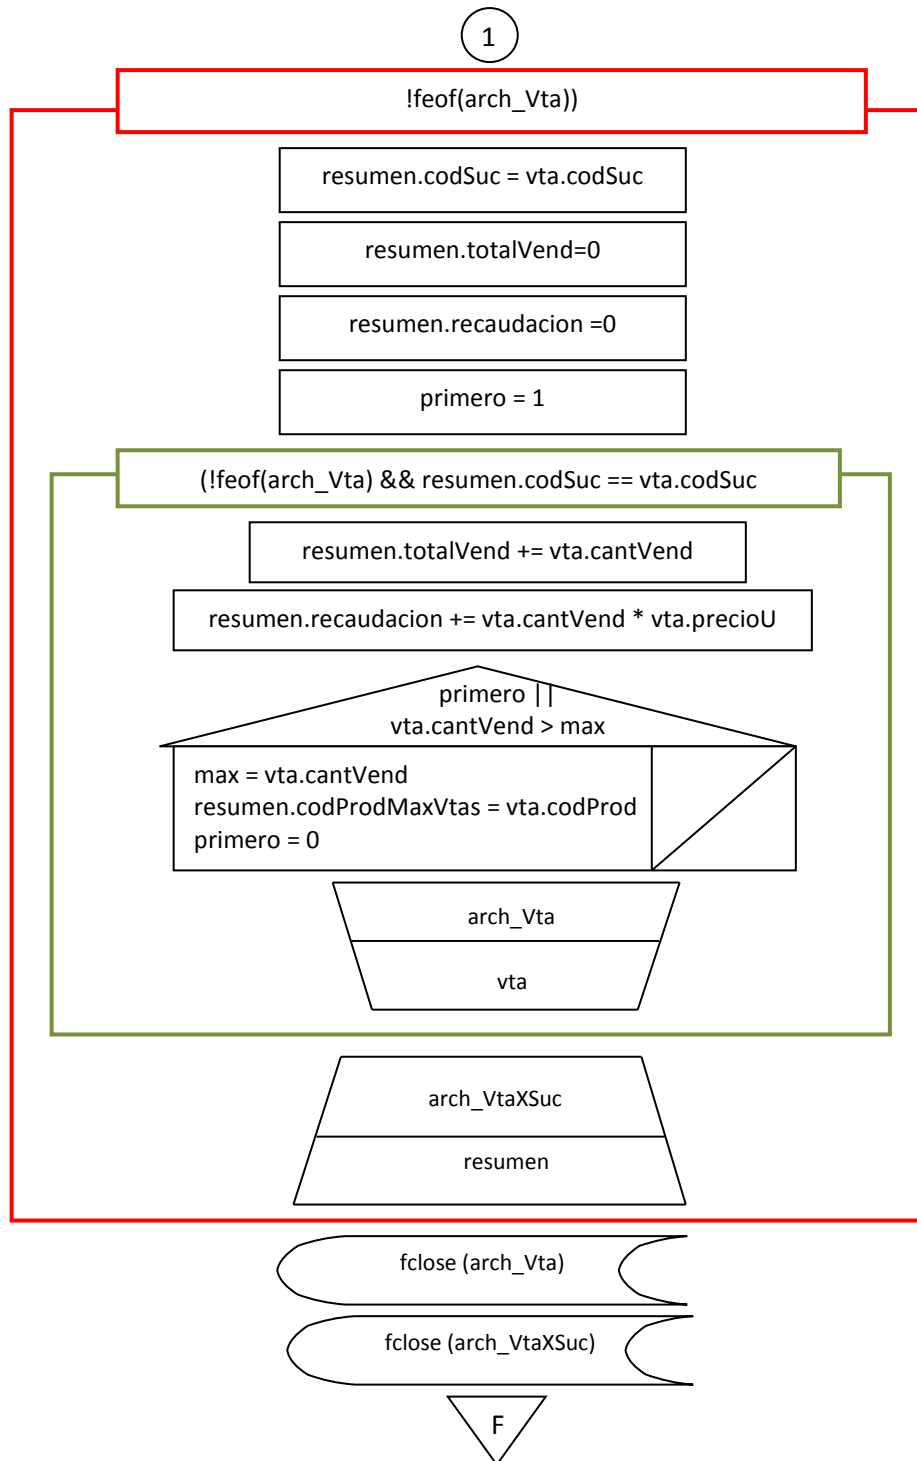 1
!feof(arch_Vta))
resumen.codSuc = vta.codSuc
resumen.totalVend=0
resumen.recaudacion =0
primero = 1
(!feof(arch_Vta) && resumen.codSuc == vta.codSuc
resumen.totalVend += vta.cantVend
resumen.recaudacion += vta.cantVend * vta.precioU
primero ||
vta.cantVend > max
max = vta.cantVend
resumen.codProdMaxVtas = vta.codProd
primero = 0
arch_Vta
vta
arch_VtaXSuc
resumen
fclose (arch_Vta)
fclose (arch_VtaXSuc)
F